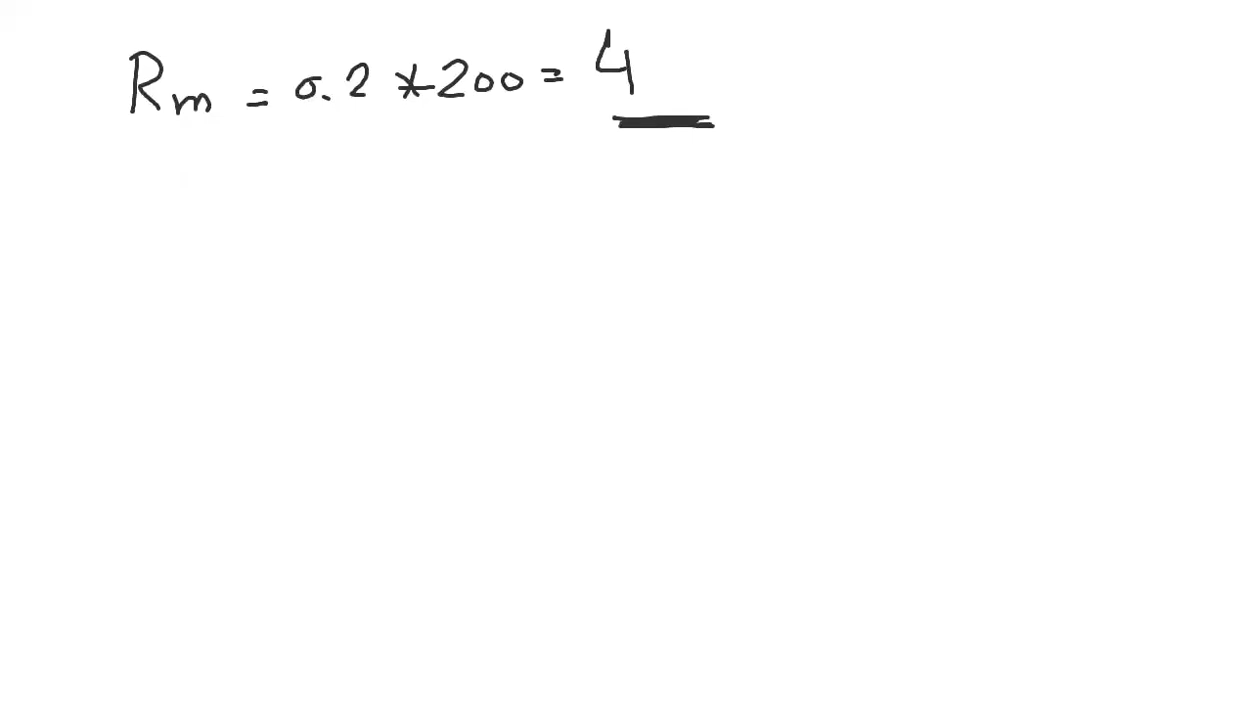 Rm = 0.2 * 200 = 4